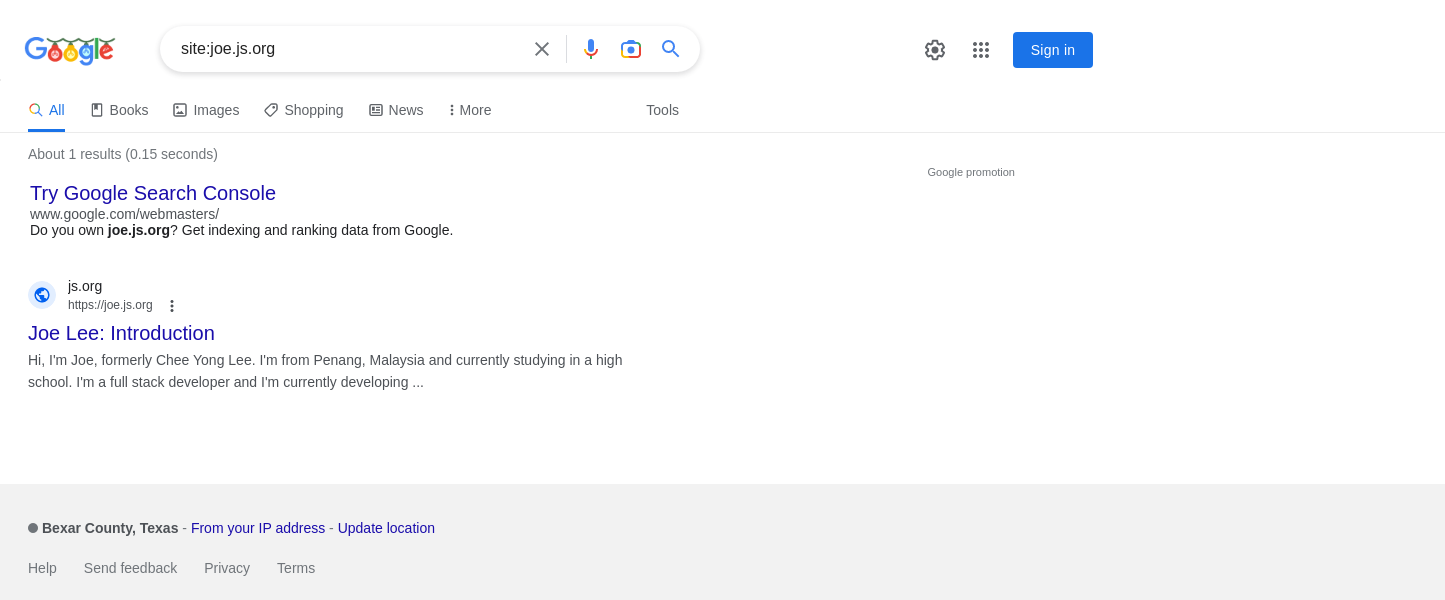 Google
site:joe.js.org
Sign in
All
Books
Images
Shopping
News
More
Tools
About 1 results (0.15 seconds)
Google promotion
Try Google Search Console
www.google.com/webmasters/
Do you own joe.js.org? Get indexing and ranking data from Google.
js.org
https://joe.js.org
Joe Lee: Introduction
Hi, I'm Joe, formerly Chee Yong Lee. I'm from Penang, Malaysia and currently studying in a high
school. I'm a full stack developer and I'm currently developing ...
Bexar County, Texas - From your IP address - Update location
Help
Send feedback
Privacy
Terms